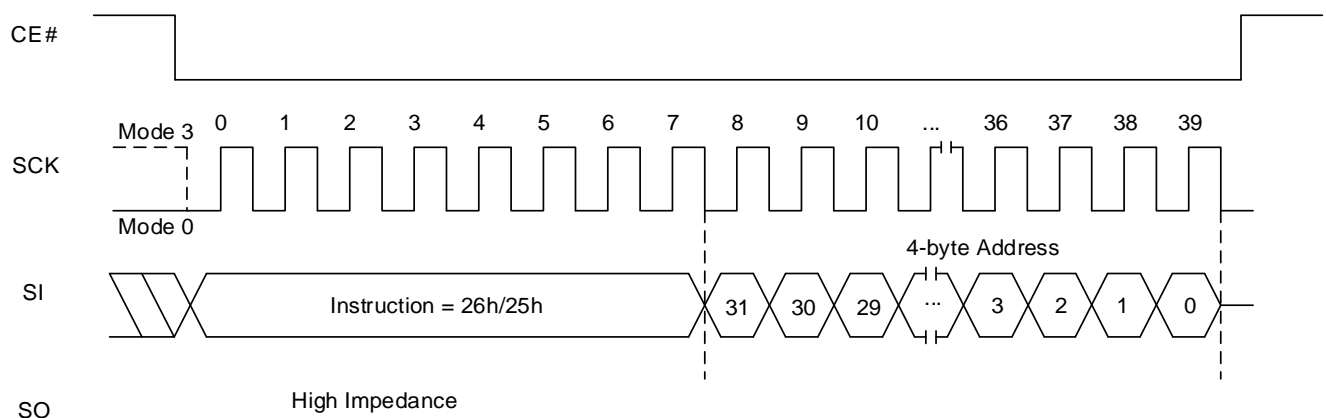 CE#
Mode 3 0 1 2 3 4 5 6 7 8 9 10 ... 36 37 38 39
SCK
Mode 0
4-byte Address
SI Instruction = 26h/25h 31 30 29 ... 3 2 1 0
High Impedance
SO